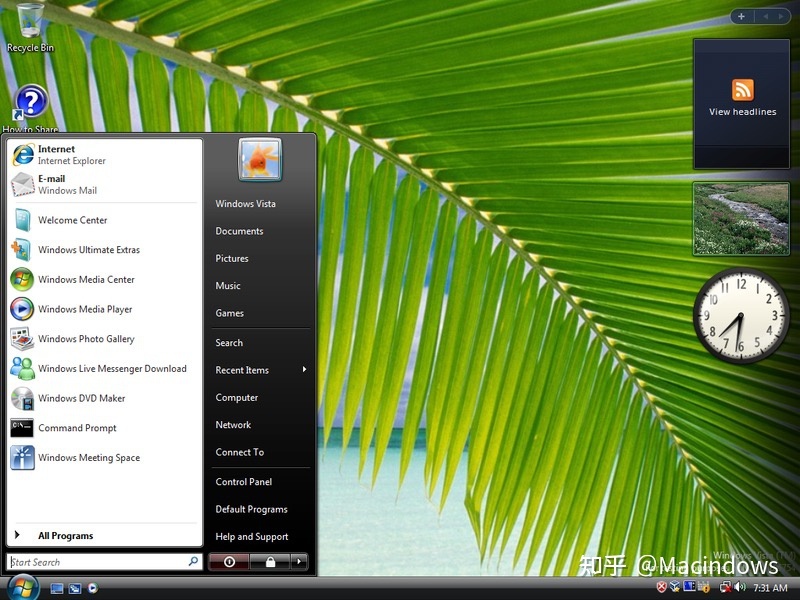 Recycle Bin
How to Share
Internet
Internet Explorer
E-mail
Windows Mail
Welcome Center
Windows Ultimate Extras
Windows Media Center
Windows Media Player
Windows Photo Gallery
Windows Live Messenger Download
Windows DVD Maker
Command Prompt
Windows Meeting Space
All Programs
Start Search
Windows Vista
Documents
Pictures
Music
Games
Search
Recent Items
Computer
Network
Connect To
Control Panel
Default Programs
Help and Support
View headlines
12
1
2
3
4
5
6
7
8
9
10
11
Windows Vista (TM)
知乎 @Macindows
7:31 AM